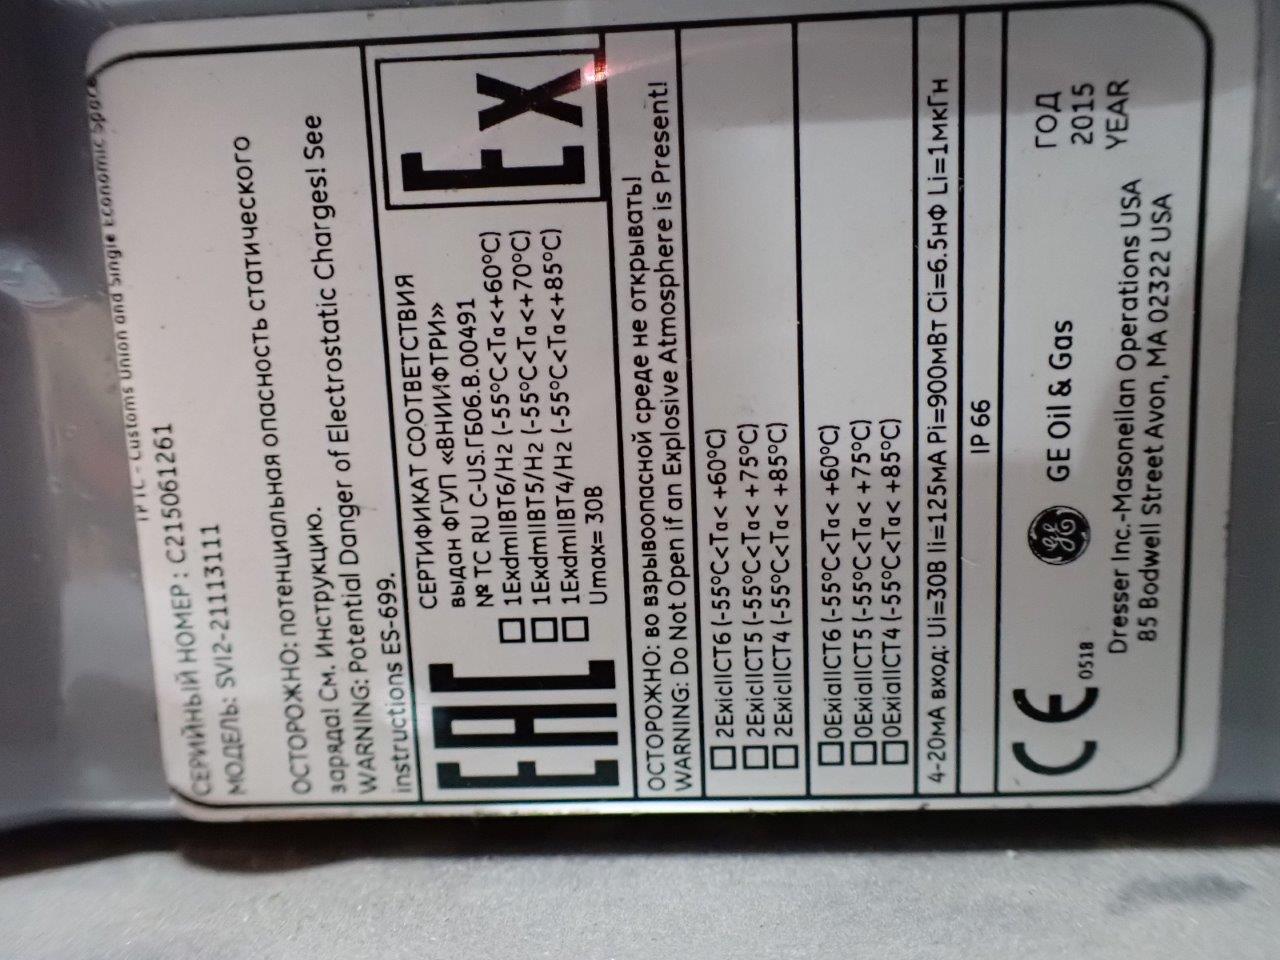 TP TC - Customs Union and Single Economic Space
СЕРИЙНЫЙ НОМЕР: C215061261
МОДЕЛЬ: SVI2-21113111
ОСТОРОЖНО: потенциальная опасность статического
заряда! См. Инструкцию.
WARNING: Potential Danger of Electrostatic Charges! See
instructions ES-699.
EAC
СЕРТИФИКАТ СООТВЕТСТВИЯ
выдан ФГУП «ВНИИФТРИ»
№ TC RU C-US.ГБ06.B.00491
1ExdmIIBT6/H2 (-55°C<Ta<+60°C)
1ExdmIIBT5/H2 (-55°C<Ta<+70°C)
1ExdmIIBT4/H2 (-55°C<Ta<+85°C)
Umax= 30В
Ex
ОСТОРОЖНО: во взрывоопасной среде не открывать!
WARNING: Do Not Open if an Explosive Atmosphere is Present!
2ExicIICT6 (-55°C<Ta< +60°C)
2ExicIICT5 (-55°C<Ta< +75°C)
2ExicIICT4 (-55°C<Ta< +85°C)
0ExiaIICT6 (-55°C<Ta< +60°C)
0ExiaIICT5 (-55°C<Ta< +75°C)
0ExiaIICT4 (-55°C<Ta< +85°C)
4-20мА вход: Ui=30В Ii=125мА Pi=900мВт Ci=6.5нФ Li=1мкГн
IP 66
CE 0518
GE GE Oil & Gas
ГОД
2015
YEAR
Dresser Inc.-Masoneilan Operations USA
85 Bodwell Street Avon, MA 02322 USA